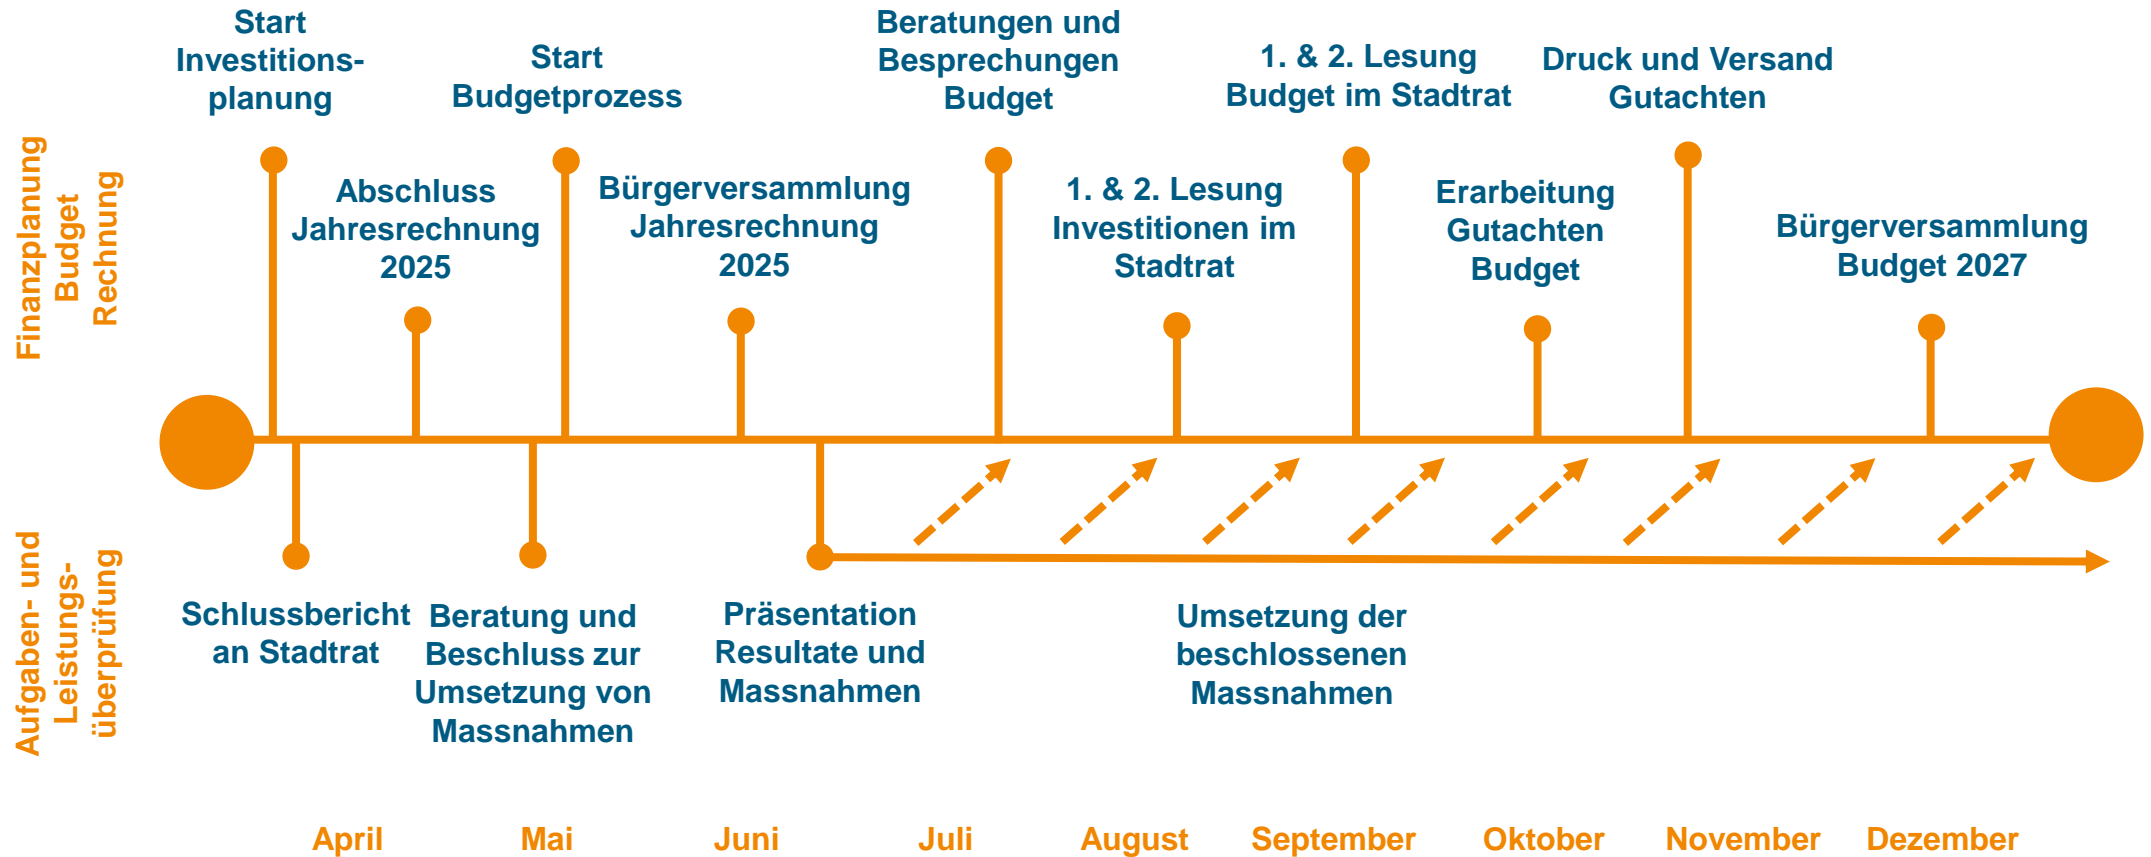 Start
Investitions-
planung
Start
Budgetprozess
Beratungen und
Besprechungen
Budget
1. & 2. Lesung
Budget im Stadtrat
Druck und Versand
Gutachten
Finanzplanung
Budget
Rechnung
Abschluss
Jahresrechnung
2025
Bürgerversammlung
Jahresrechnung
2025
1. & 2. Lesung
Investitionen im
Stadtrat
Erarbeitung
Gutachten
Budget
Bürgerversammlung
Budget 2027
Aufgaben- und
Leistungs-
überprüfung
Schlussbericht
an Stadtrat
Beratung und
Beschluss zur
Umsetzung von
Massnahmen
Präsentation
Resultate und
Massnahmen
Umsetzung der
beschlossenen
Massnahmen
April
Mai
Juni
Juli
August
September
Oktober
November
Dezember